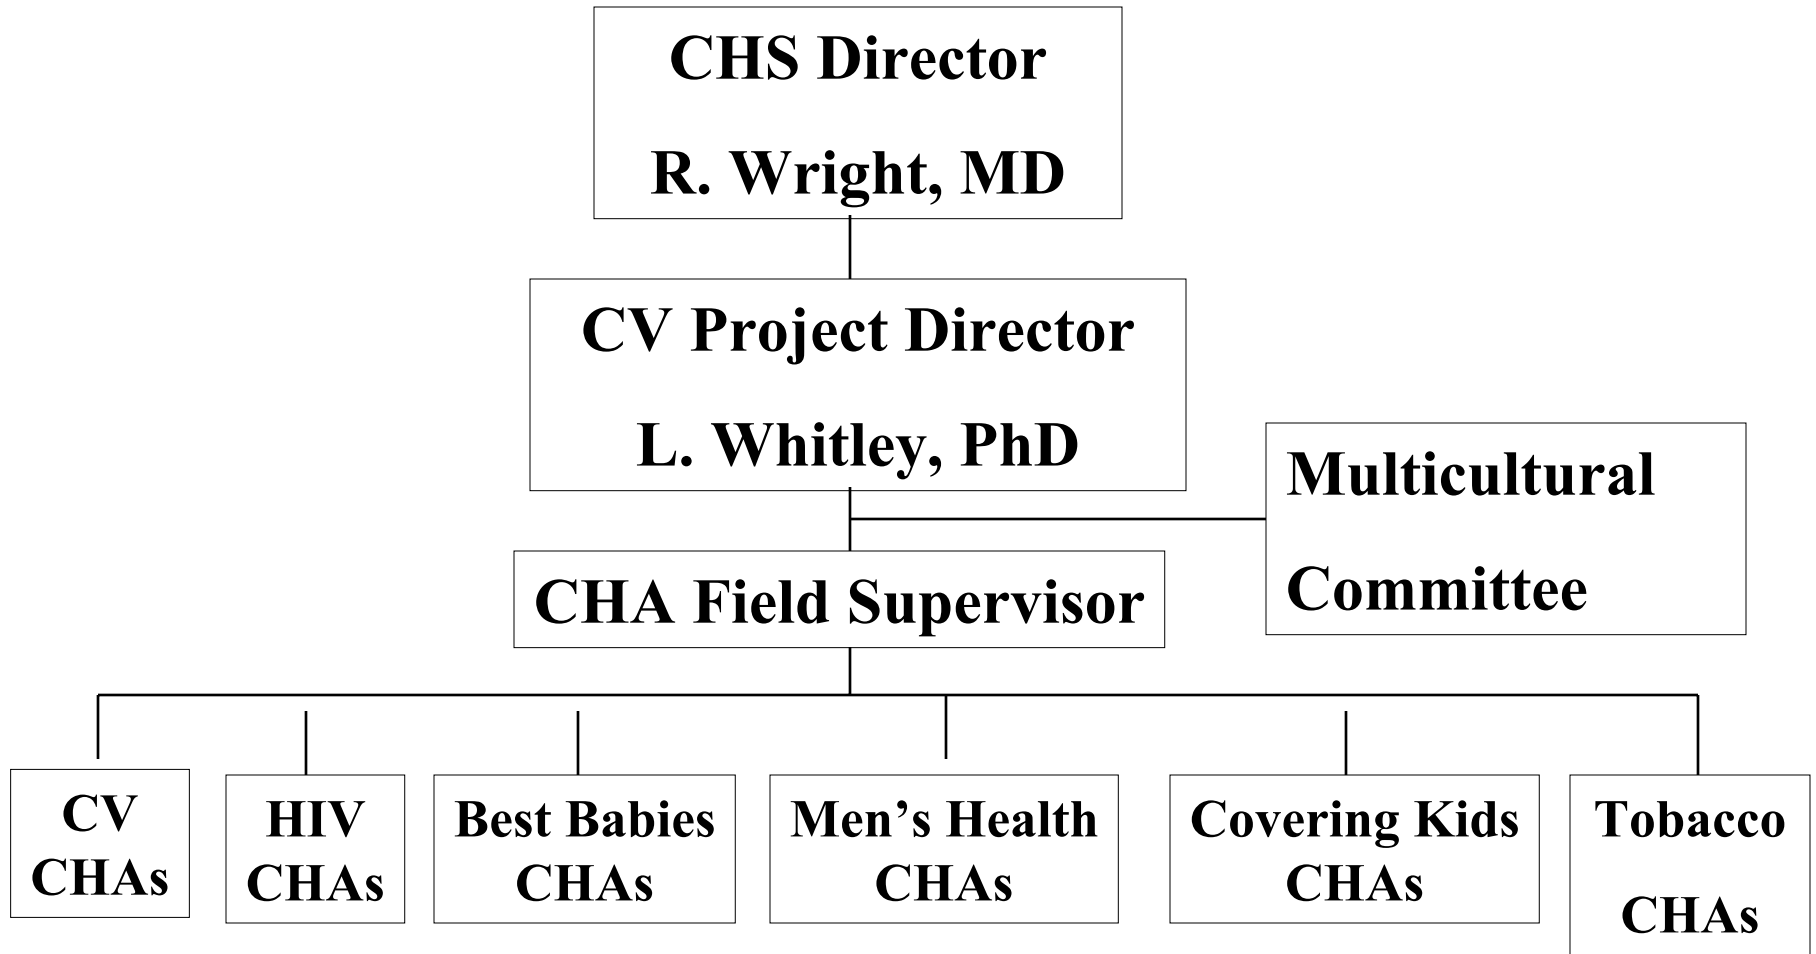 CHS Director
R. Wright, MD
CV Project Director
L. Whitley, PhD
Multicultural
Committee
CHA Field Supervisor
CV
CHAs
HIV
CHAs
Best Babies
CHAs
Men’s Health
CHAs
Covering Kids
CHAs
Tobacco
CHAs